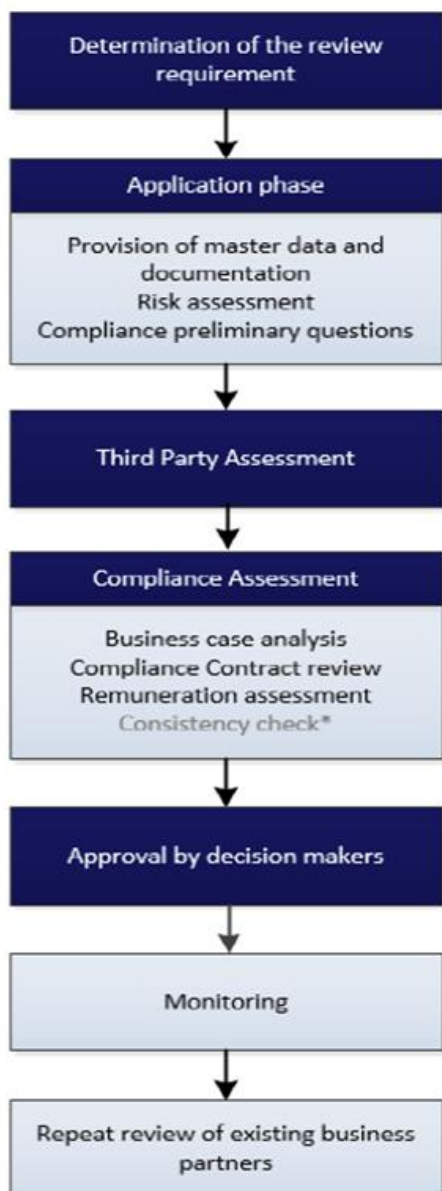 Determination of the review
requirement
Application phase
Provision of master data and
documentation
Risk assessment
Compliance preliminary questions
Third Party Assessment
Compliance Assessment
Business case analysis
Compliance Contract review
Remuneration assessment
Consistency check*
Approval by decision makers
Monitoring
Repeat review of existing business
partners